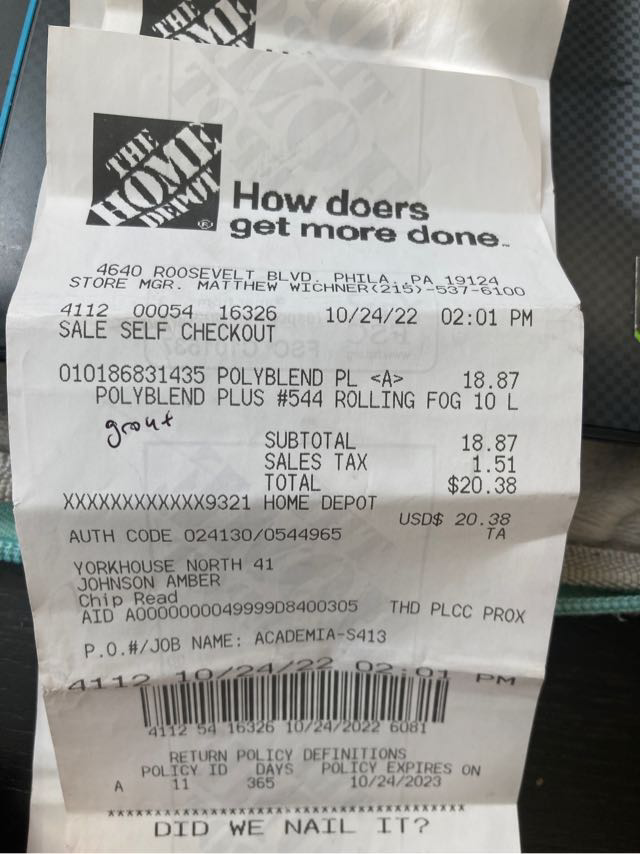 THE
HOME
THE
HOME
DEPOT
®
How doers
get more done™
4640 ROOSEVELT BLVD. PHILA, PA 19124
STORE MGR. MATTHEW WICHNER(215)-537-6100
4112 00054 16326 10/24/22 02:01 PM
SALE SELF CHECKOUT
010186831435 POLYBLEND PL <A> 18.87
POLYBLEND PLUS #544 ROLLING FOG 10 L
grout
SUBTOTAL 18.87
SALES TAX 1.51
TOTAL $20.38
XXXXXXXXXXXX9321 HOME DEPOT
USD$ 20.38
AUTH CODE 024130/0544965 TA
YORKHOUSE NORTH 41
JOHNSON AMBER
Chip Read
AID A0000000049999D8400305 THD PLCC PROX
P.O.#/JOB NAME: ACADEMIA-S413
4112 10/24/22 02:01 PM
4112 54 16326 10/24/2022 6081
RETURN POLICY DEFINITIONS
POLICY ID DAYS POLICY EXPIRES ON
A 11 365 10/24/2023
DID WE NAIL IT?